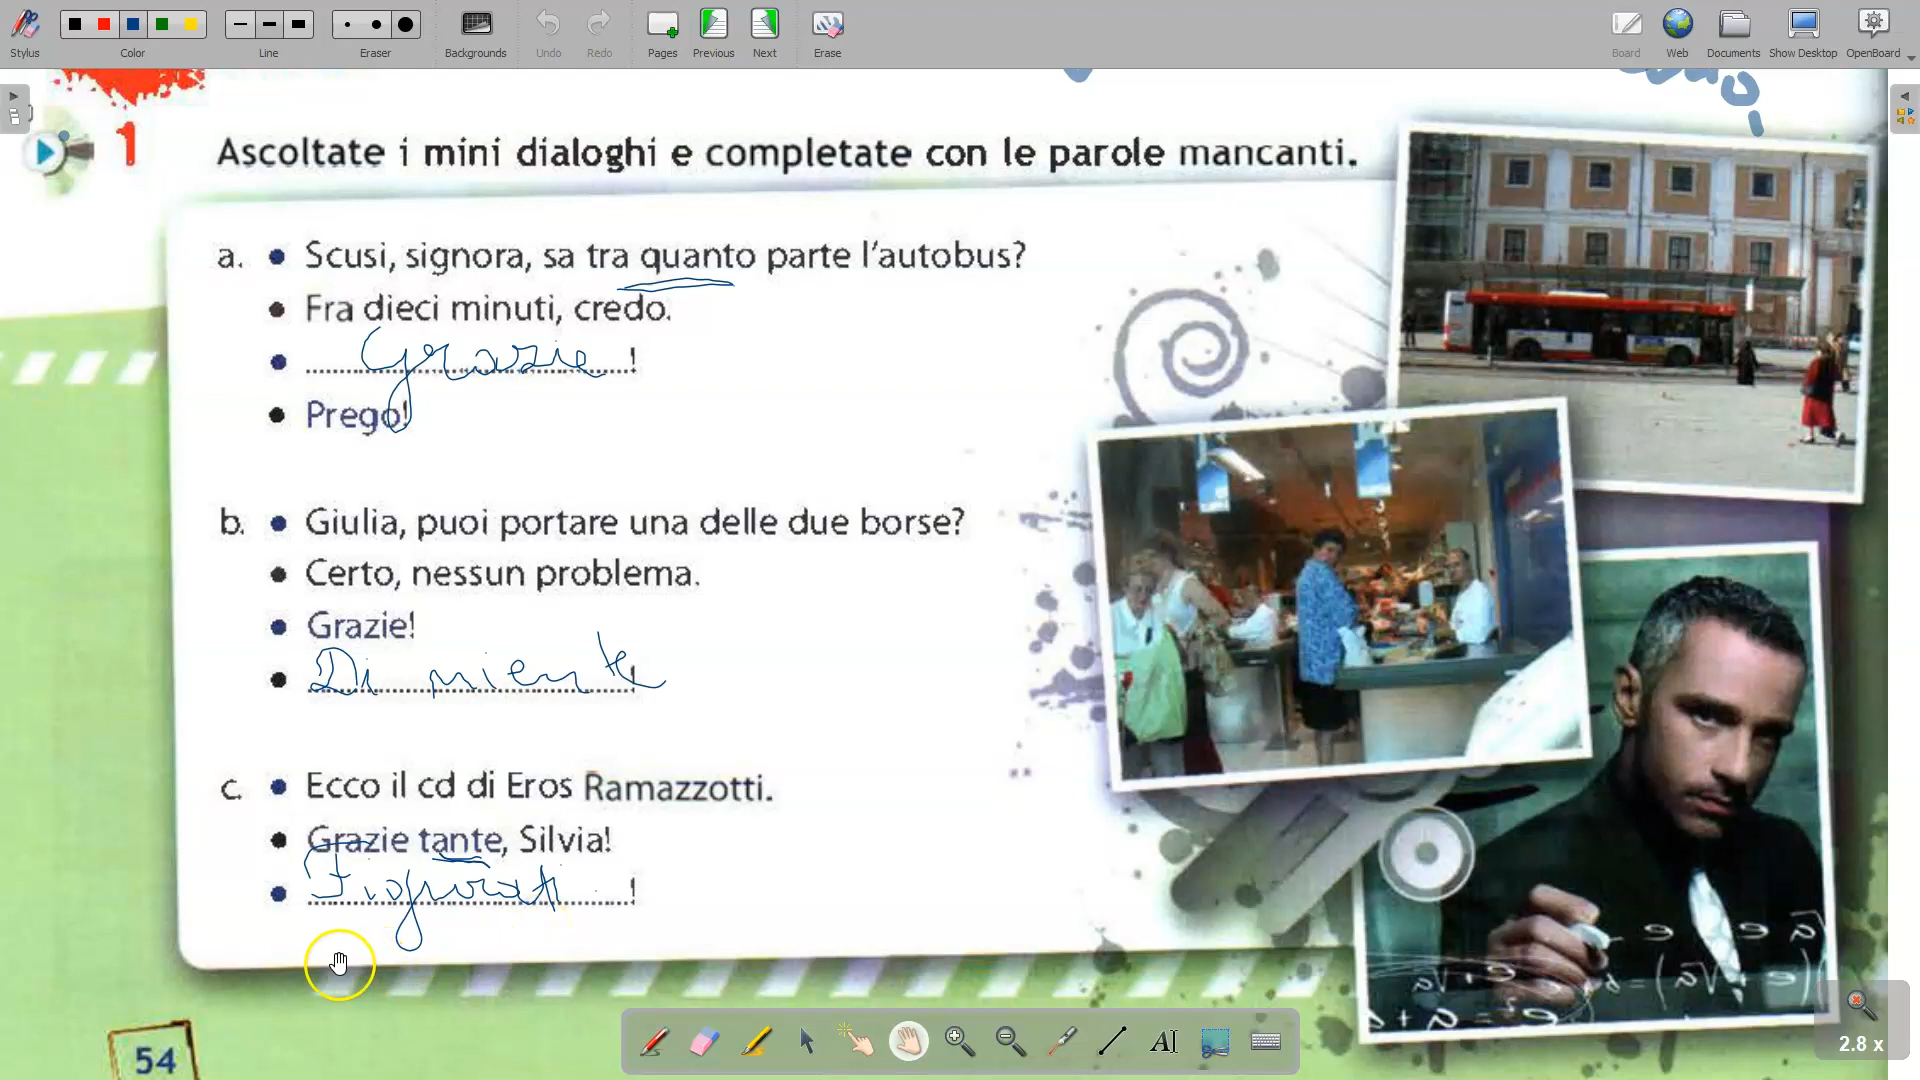 Stylus Color Line Eraser Backgrounds Undo Redo Pages Previous Next Erase Board Web Documents Show Desktop OpenBoard
1 Ascoltate i mini dialoghi e completate con le parole mancanti.
a. • Scusi, signora, sa tra quanto parte l'autobus?
• Fra dieci minuti, credo.
• Grazie!
• Prego!
b. • Giulia, puoi portare una delle due borse?
• Certo, nessun problema.
• Grazie!
• Di niente!
c. • Ecco il cd di Eros Ramazzotti.
• Grazie tante, Silvia!
• Figurati!
54
2.8 x